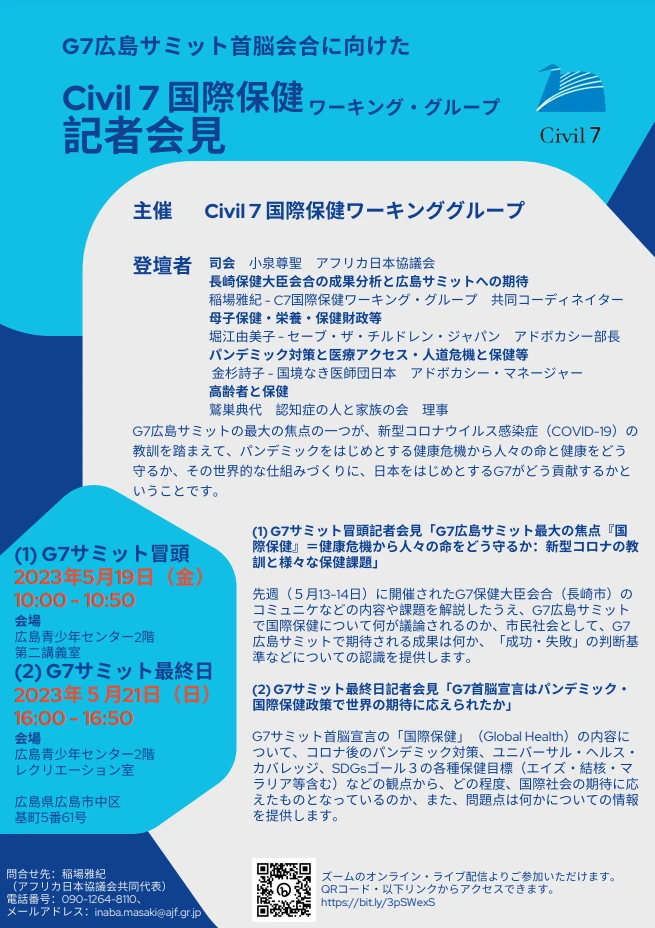 G7広島サミット首脳会合に向けた
Civil 7 国際保健 ワーキング・グループ
記者会見
Civil 7
主催 Civil 7 国際保健ワーキンググループ
登壇者 司会 小泉尊聖 アフリカ日本協議会
長崎保健大臣会合の成果分析と広島サミットへの期待
稲場雅紀 - C7国際保健ワーキング・グループ 共同コーディネイター
母子保健・栄養・保健財政等
堀江由美子 - セーブ・ザ・チルドレン・ジャパン アドボカシー部長
パンデミック対策と医療アクセス・人道危機と保健等
金杉詩子 - 国境なき医師団日本 アドボカシー・マネージャー
高齢者と保健
鷲巣典代 認知症の人と家族の会 理事
G7広島サミットの最大の焦点の一つが、新型コロナウイルス感染症（COVID-19）の
教訓を踏まえて、パンデミックをはじめとする健康危機から人々の命と健康をどう
守るか、その世界的な仕組みづくりに、日本をはじめとするG7がどう貢献するかと
いうことです。
(1) G7サミット冒頭
2023年5月19日（金）
10:00 - 10:50
会場
広島青少年センター2階
第二講義室
(2) G7サミット最終日
2023年５月21日（日）
16:00 - 16:50
会場
広島青少年センター2階
レクリエーション室
広島県広島市中区
基町5番61号
(1) G7サミット冒頭記者会見「G7広島サミット最大の焦点『国
際保健』＝健康危機から人々の命をどう守るか：新型コロナの教
訓と様々な保健課題」
先週（５月13-14日）に開催されたG7保健大臣会合（長崎市）の
コミュニケなどの内容や課題を解説したうえ、G7広島サミット
で国際保健について何が議論されるのか、市民社会として、G7
広島サミットで期待される成果は何か、「成功・失敗」の判断基
準などについての認識を提供します。
(2) G7サミット最終日記者会見「G7首脳宣言はパンデミック・
国際保健政策で世界の期待に応えられたか」
G7サミット首脳宣言の「国際保健」（Global Health）の内容に
ついて、コロナ後のパンデミック対策、ユニバーサル・ヘルス・
カバレッジ、SDGsゴール３の各種保健目標（エイズ・結核・マ
ラリア等含む）などの観点から、どの程度、国際社会の期待に応
えたものとなっているのか、また、問題点は何かについての情報
を提供します。
問合せ先：稲場雅紀
（アフリカ日本協議会共同代表）
電話番号：090-1264-8110、
メールアドレス：inaba.masaki@ajf.gr.jp
ズームのオンライン・ライブ配信よりご参加いただけます。
QRコード・以下リンクからアクセスできます。
https://bit.ly/3pSWexS